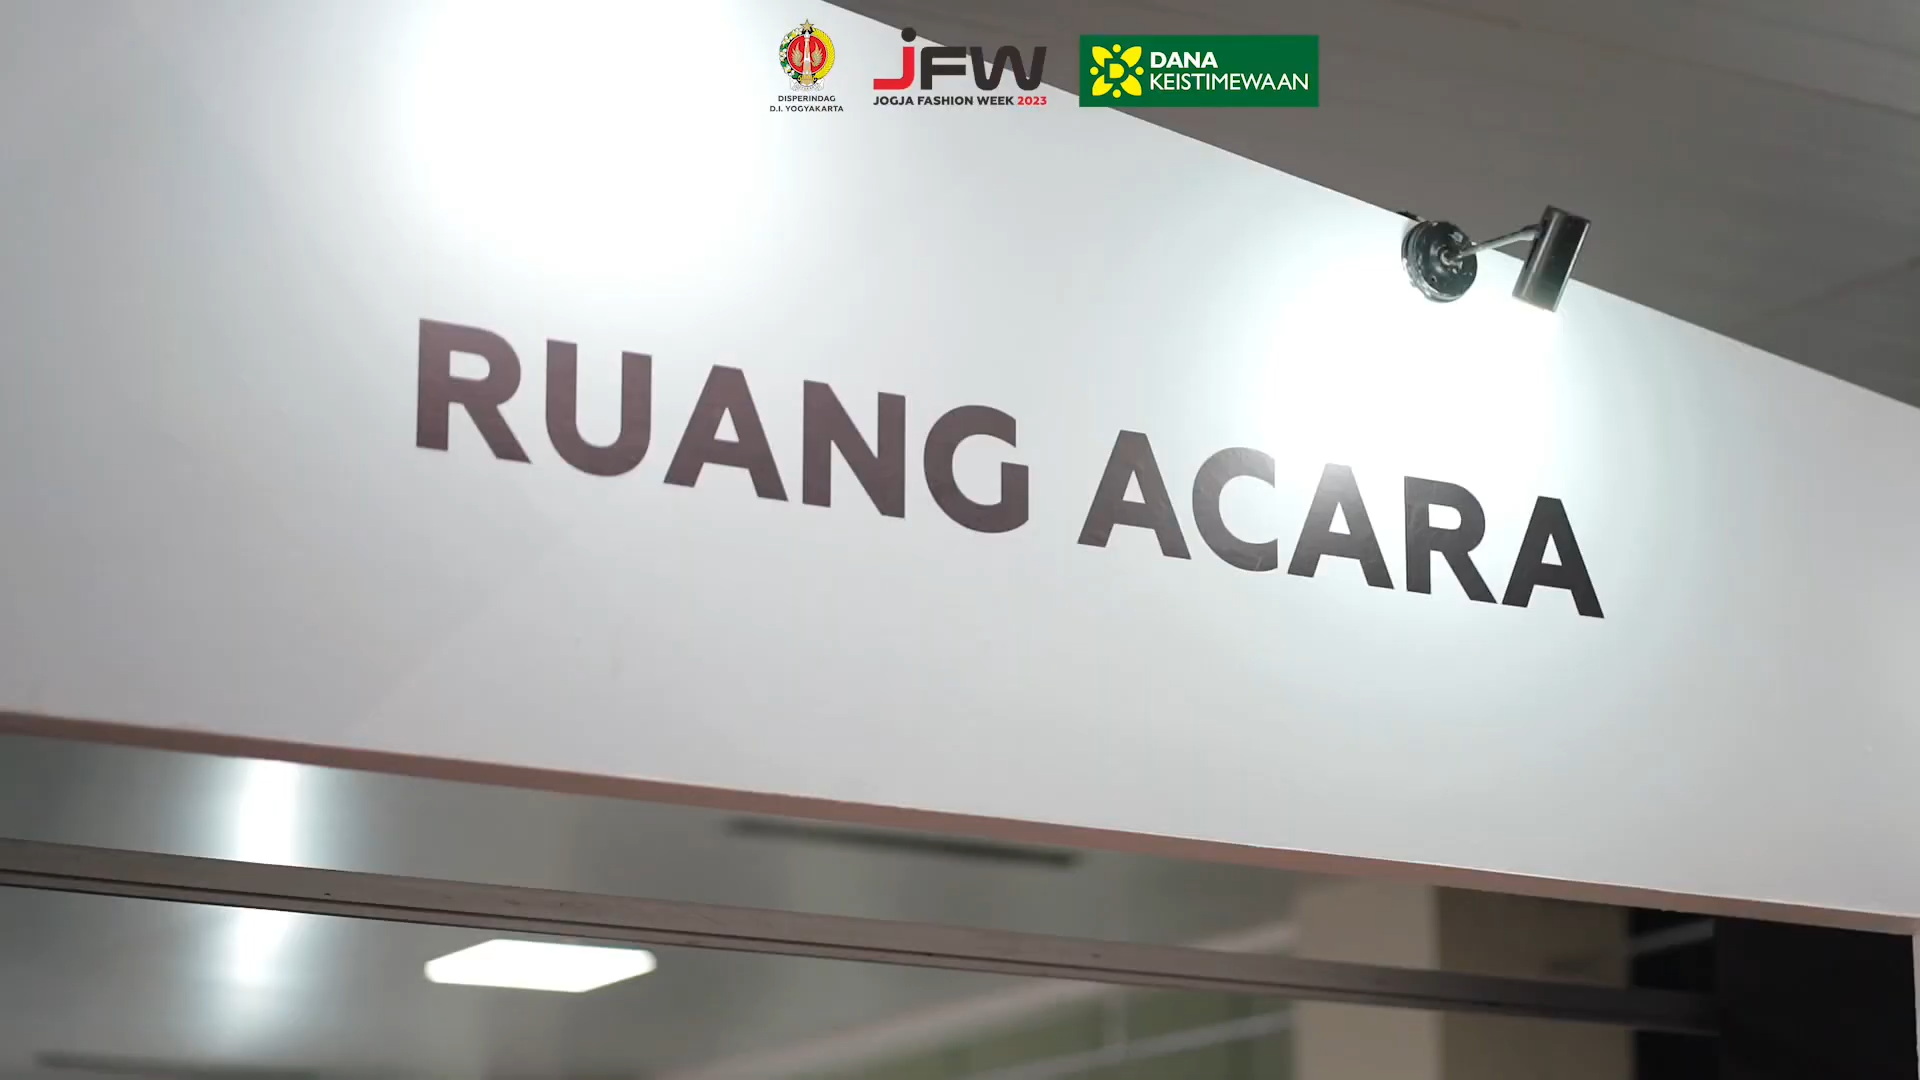 DISPERINDAG
D.I. YOGYAKARTA
JFW
JOGJA FASHION WEEK 2023
DANA
KEISTIMEWAAN
RUANG ACARA